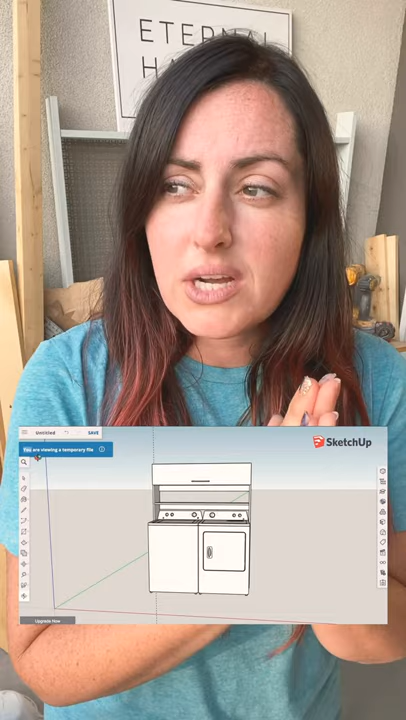 ETERNAL
HA
Untitled
SAVE
You are viewing a temporary file
SketchUp
Upgrade Now